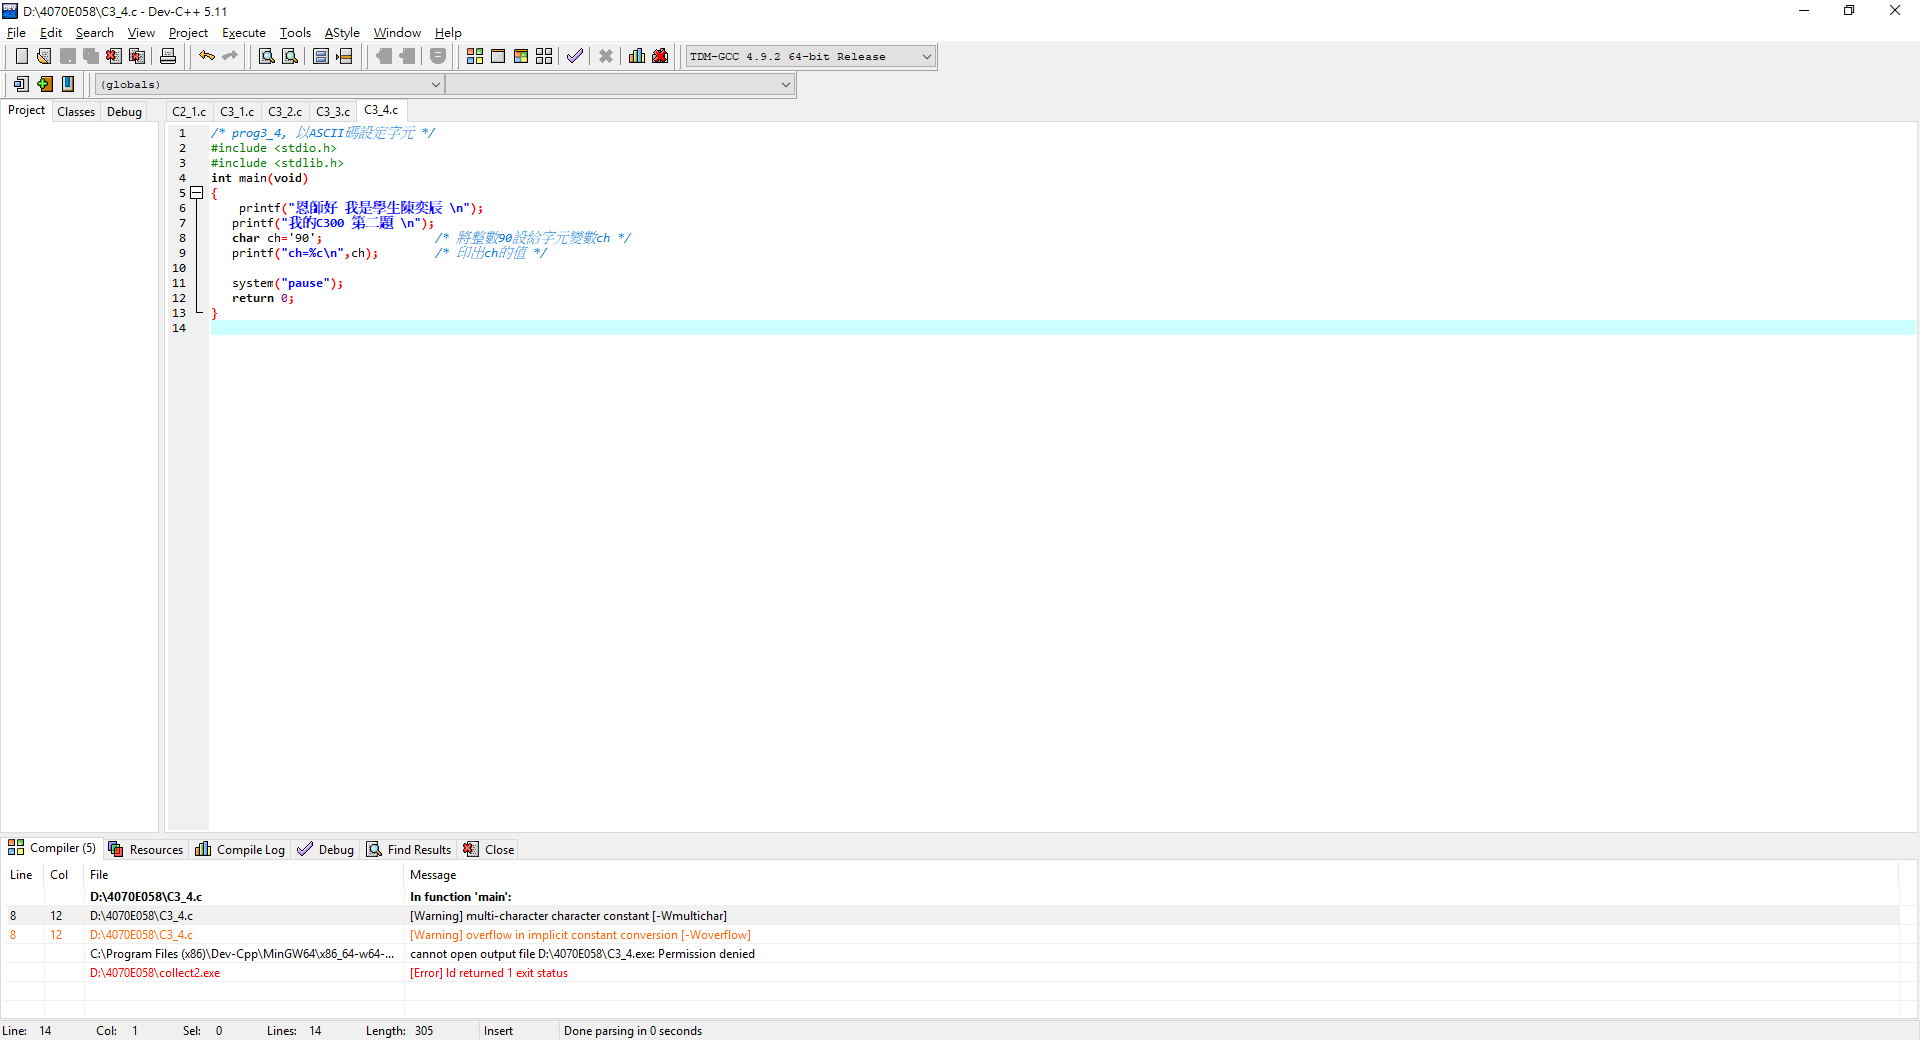 D:\4070E058\C3_4.c - Dev-C++ 5.11
File Edit Search View Project Execute Tools AStyle Window Help
TDM-GCC 4.9.2 64-bit Release
(globals)
Project Classes Debug C2_1.c C3_1.c C3_2.c C3_3.c C3_4.c
1 /* prog3_4, 以ASCII碼設定字元 */
2 #include <stdio.h>
3 #include <stdlib.h>
4 int main(void)
5 {
6 printf("恩師好 我是學生陳奕辰 \n");
7 printf("我的C300 第二題 \n");
8 char ch='90'; /* 將整數90設給字元變數ch */
9 printf("ch=%c\n",ch); /* 印出ch的值 */
10
11 system("pause");
12 return 0;
13 }
14
Compiler (5) Resources Compile Log Debug Find Results Close
Line Col File Message
D:\4070E058\C3_4.c In function 'main':
8 12 D:\4070E058\C3_4.c [Warning] multi-character character constant [-Wmultichar]
8 12 D:\4070E058\C3_4.c [Warning] overflow in implicit constant conversion [-Woverflow]
C:\Program Files (x86)\Dev-Cpp\MinGW64\x86_64-w64-... cannot open output file D:\4070E058\C3_4.exe: Permission denied
D:\4070E058\collect2.exe [Error] ld returned 1 exit status
Line: 14 Col: 1 Sel: 0 Lines: 14 Length: 305 Insert Done parsing in 0 seconds